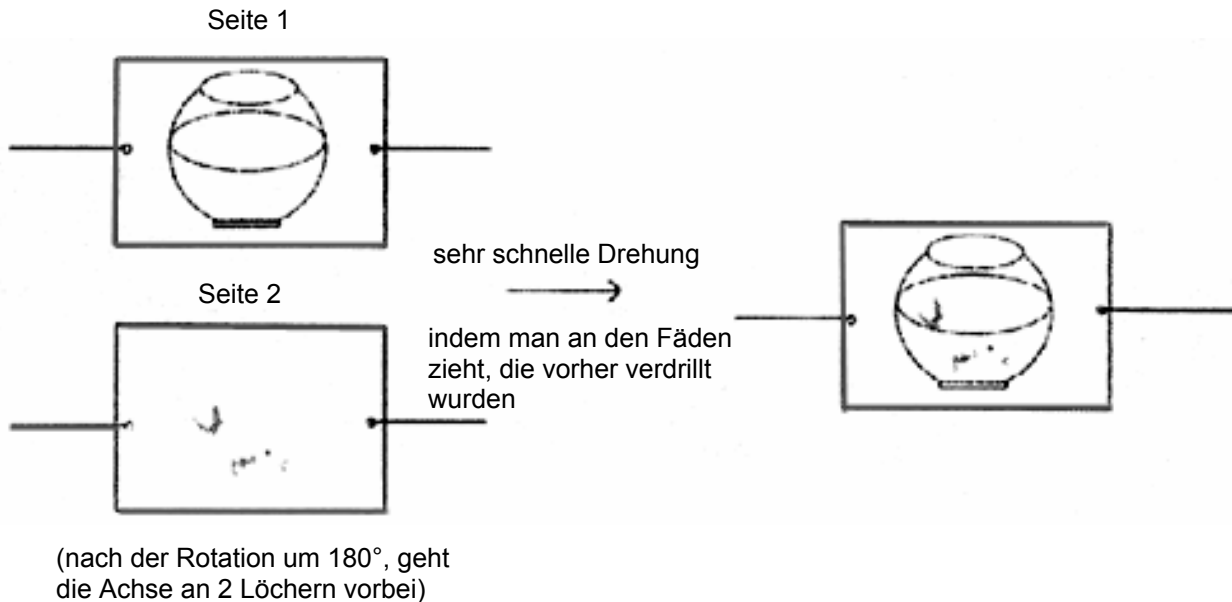 Seite 1
Seite 2
(nach der Rotation um 180°, geht
die Achse an 2 Löchern vorbei)
sehr schnelle Drehung
indem man an den Fäden
zieht, die vorher verdrillt
wurden